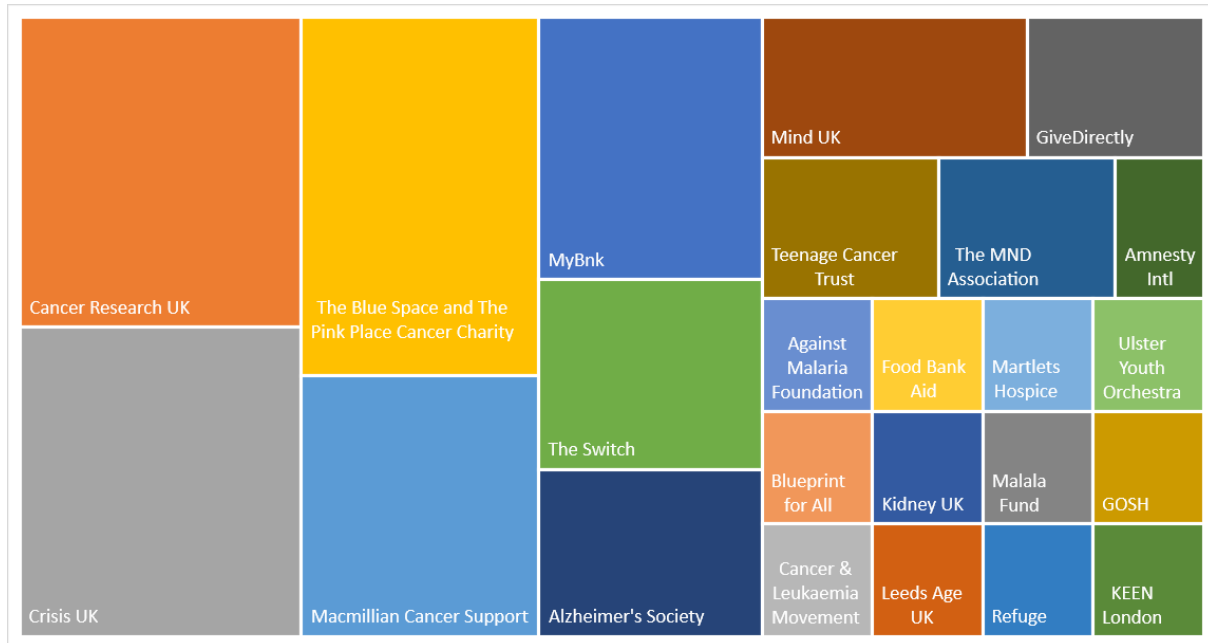 Cancer Research UK
Crisis UK
The Blue Space and The
Pink Place Cancer Charity
Macmillian Cancer Support
MyBnk
The Switch
Alzheimer's Society
Mind UK
GiveDirectly
Teenage Cancer
Trust
The MND
Association
Amnesty
Intl
Against
Malaria
Foundation
Food Bank
Aid
Martlets
Hospice
Ulster
Youth
Orchestra
Blueprint
for All
Kidney UK
Malala
Fund
GOSH
Cancer &
Leukaemia
Movement
Leeds Age
UK
Refuge
KEEN
London